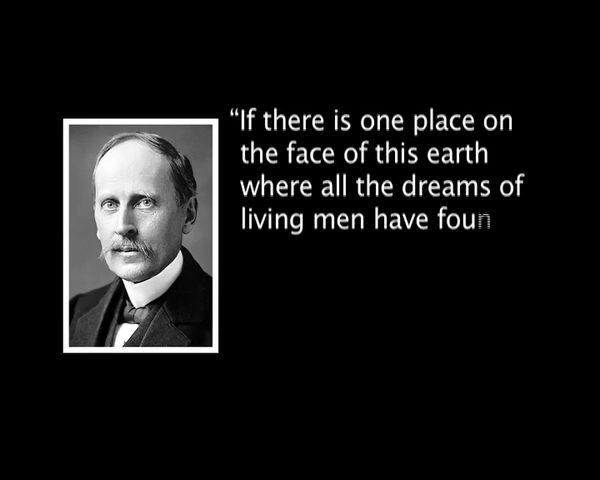 “If there is one place on
the face of this earth
where all the dreams of
living men have foun